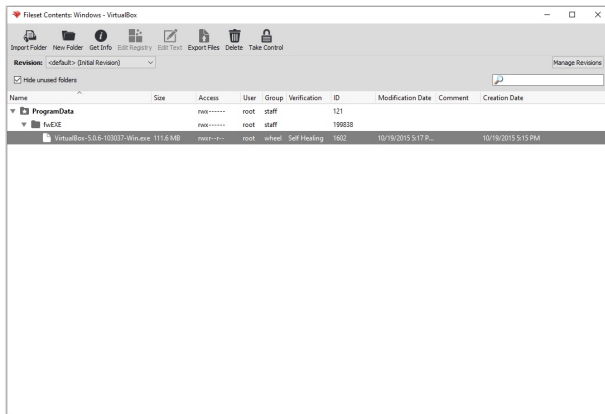 Fileset Contents: Windows - VirtualBox
Import Folder New Folder Get Info Edit Registry Edit Text Export Files Delete Take Control
Revision: <default> (Initial Revision) Manage Revisions
Hide unused folders
Name Size Access User Group Verification ID Modification Date Comment Creation Date
ProgramData rwx------ root staff 121
fwEXE rwx------ root staff 199838
VirtualBox-5.0.6-103037-Win.exe 111.6 MB rwxr--r-- root wheel Self Healing 1602 10/19/2015 5:17 P... 10/19/2015 5:15 PM